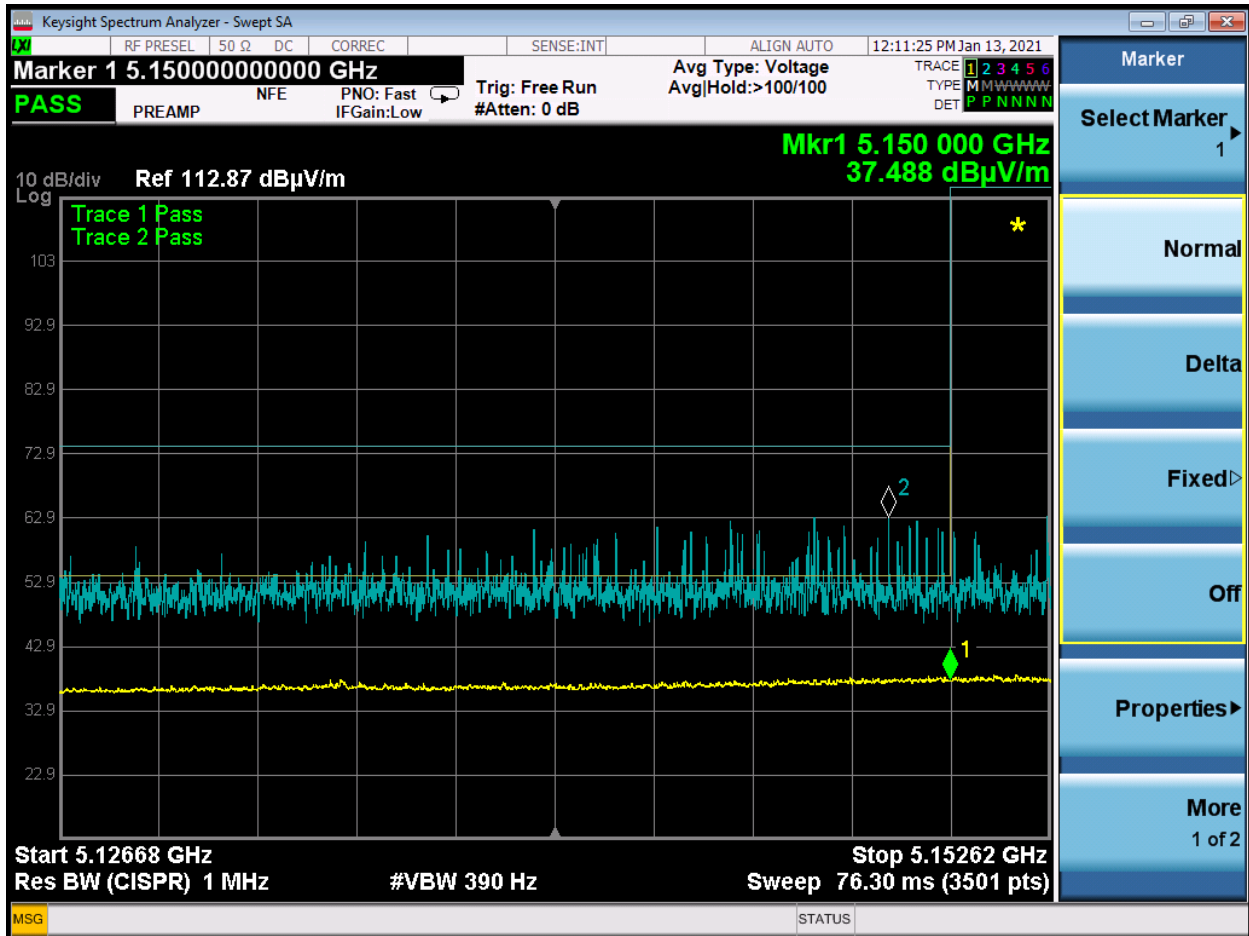 Keysight Spectrum Analyzer - Swept SA
LXI RF PRESEL 50 Ω DC CORREC SENSE:INT ALIGN AUTO 12:11:25 PM Jan 13, 2021
Marker 1 5.150000000000 GHz
PASS
PREAMP
NFE
PNO: Fast
IFGain:Low
Trig: Free Run
#Atten: 0 dB
Avg Type: Voltage
Avg|Hold:>100/100
TRACE 1 2 3 4 5 6
TYPE M M W W W W
DET P P N N N N
Mkr1 5.150 000 GHz
37.488 dBµV/m
10 dB/div Ref 112.87 dBµV/m
Log
Trace 1 Pass
Trace 2 Pass
*
103
92.9
82.9
72.9
62.9
52.9
42.9
32.9
22.9
2
1
Start 5.12668 GHz Stop 5.15262 GHz
Res BW (CISPR) 1 MHz #VBW 390 Hz Sweep 76.30 ms (3501 pts)
MSG STATUS
Marker
Select Marker
1
Normal
Delta
Fixed
Off
Properties
More
1 of 2